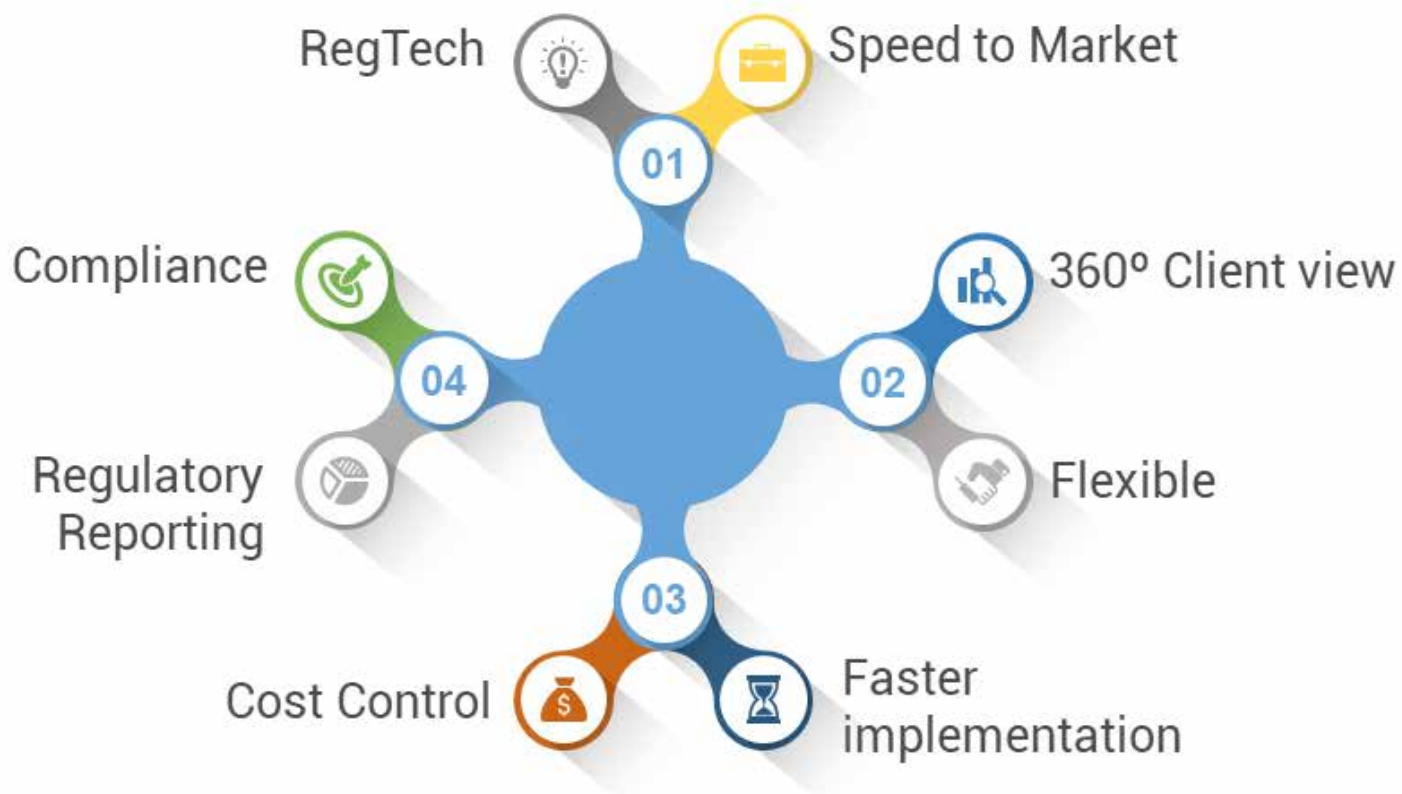 RegTech
Speed to Market
01
Compliance
360º Client view
04
02
Regulatory
Reporting
Flexible
03
Cost Control
$
Faster
implementation